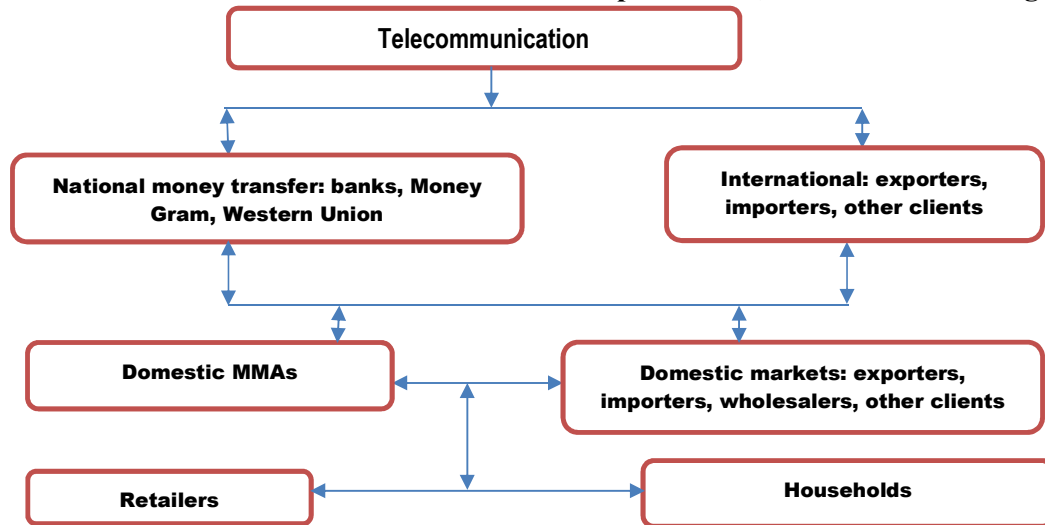 Telecommunication
National money transfer: banks, Money
Gram, Western Union
International: exporters,
importers, other clients
Domestic MMAs
Domestic markets: exporters,
importers, wholesalers, other clients
Retailers
Households